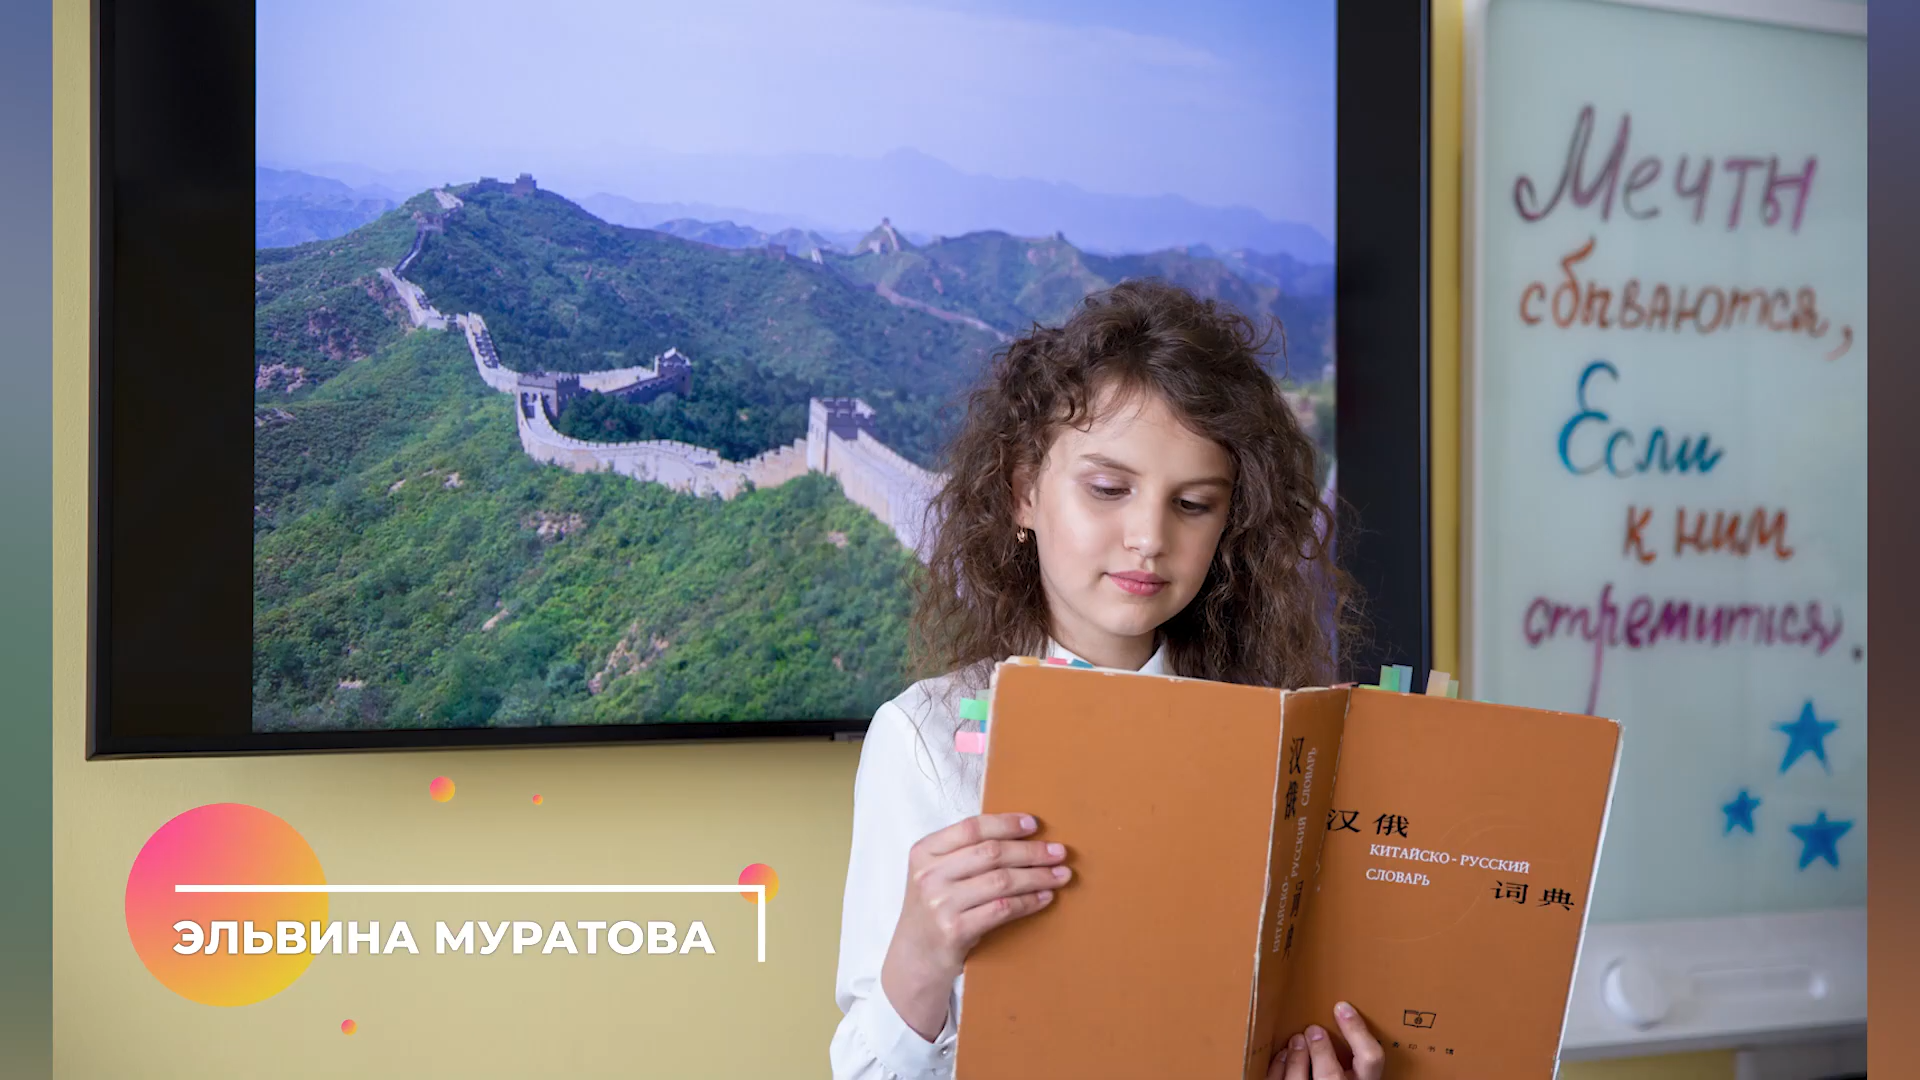 Мечты
сбываются,
Если
к ним
стремиться.
ЭЛЬВИНА МУРАТОВА
汉俄 КИТАЙСКО-РУССКИЙ СЛОВАРЬ
汉俄
КИТАЙСКО-РУССКИЙ
СЛОВАРЬ
词典